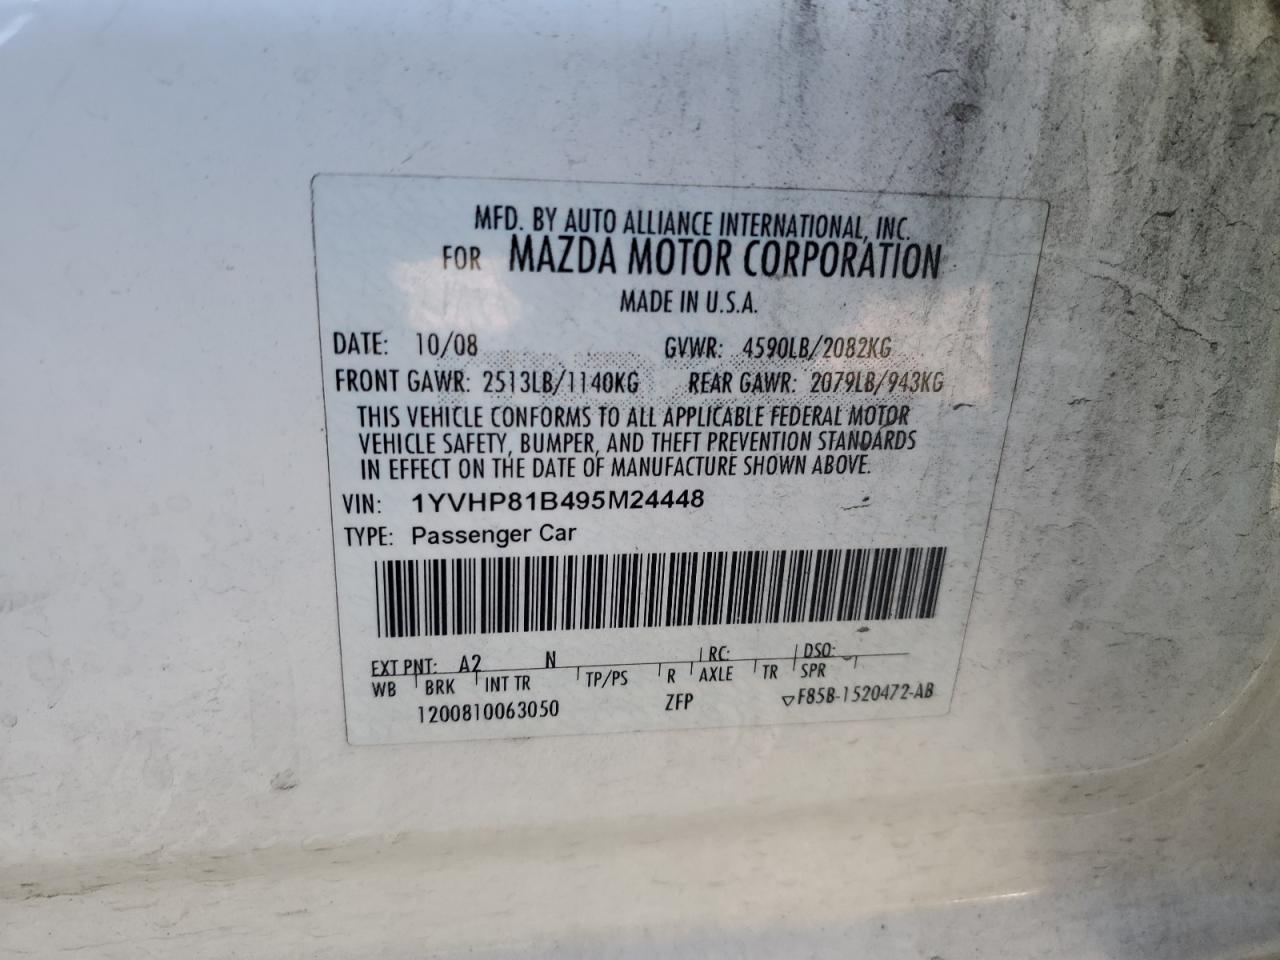 MFD. BY AUTO ALLIANCE INTERNATIONAL, INC.
FOR MAZDA MOTOR CORPORATION
MADE IN U.S.A.
DATE: 10/08 GVWR: 4590LB/2082KG
FRONT GAWR: 2513LB/1140KG REAR GAWR: 2079LB/943KG
THIS VEHICLE CONFORMS TO ALL APPLICABLE FEDERAL MOTOR
VEHICLE SAFETY, BUMPER, AND THEFT PREVENTION STANDARDS
IN EFFECT ON THE DATE OF MANUFACTURE SHOWN ABOVE.
VIN: 1YVHP81B495M24448
TYPE: Passenger Car
EXT PNT: A2 N RC: DSO:
WB BRK INT TR TP/PS R AXLE TR SPR
1200810063050 ZFP F85B-1520472-AB